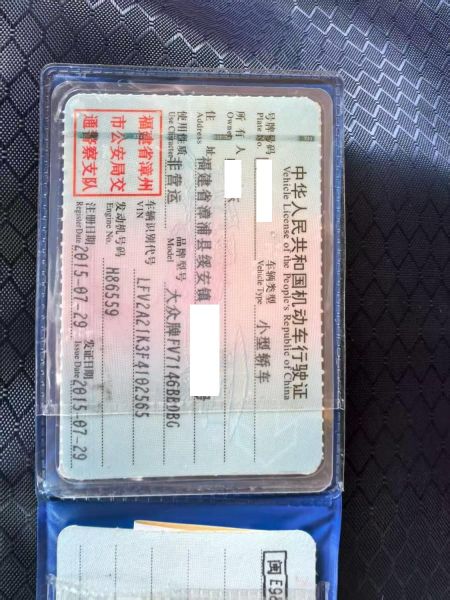 中华人民共和国机动车行驶证
Vehicle License of the People's Republic of China
号牌号码
Plate No.
车辆类型 小型轿车
Vehicle Type
所有人
Owner
住址 福建省漳浦县绥安镇
Address
使用性质 非营运
Use Character
品牌型号 大众牌FV7146BBDBG
Model
福建省漳州
市公安局交
通警察支队
车辆识别代号 LFV2A21K3F4102565
VIN
发动机号码 H86559
Engine No.
注册日期 2015-07-29
Register Date
发证日期 2015-07-29
Issue Date
闽E98